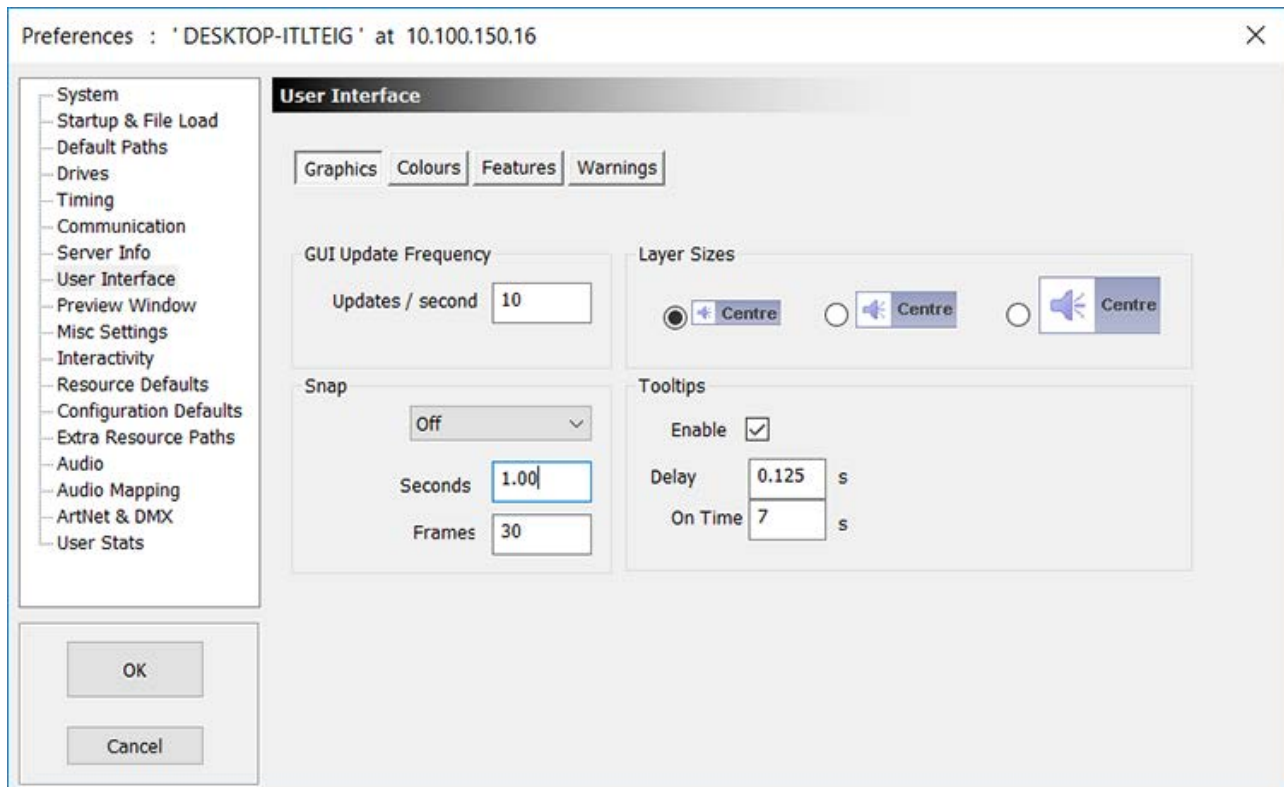 Preferences : ' DESKTOP-ITLTEIG ' at 10.100.150.16
System
Startup & File Load
Default Paths
Drives
Timing
Communication
Server Info
User Interface
Preview Window
Misc Settings
Interactivity
Resource Defaults
Configuration Defaults
Extra Resource Paths
Audio
Audio Mapping
ArtNet & DMX
User Stats
OK
Cancel
User Interface
Graphics Colours Features Warnings
GUI Update Frequency
Updates / second 10
Layer Sizes
Centre Centre Centre
Snap
Off
Seconds 1.00
Frames 30
Tooltips
Enable
Delay 0.125 s
On Time 7 s